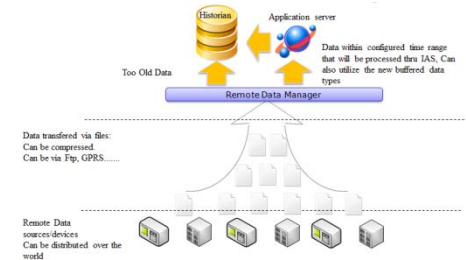 Historian
Application server
Data within configured time range
that will be processed thru IAS, Can
also utilize the new buffered data
types
Too Old Data
Remote Data Manager
Data transfered via files:
Can be compressed.
Can be via Ftp, GPRS.......
Remote Data
sources/devices
Can be distributed over the
world